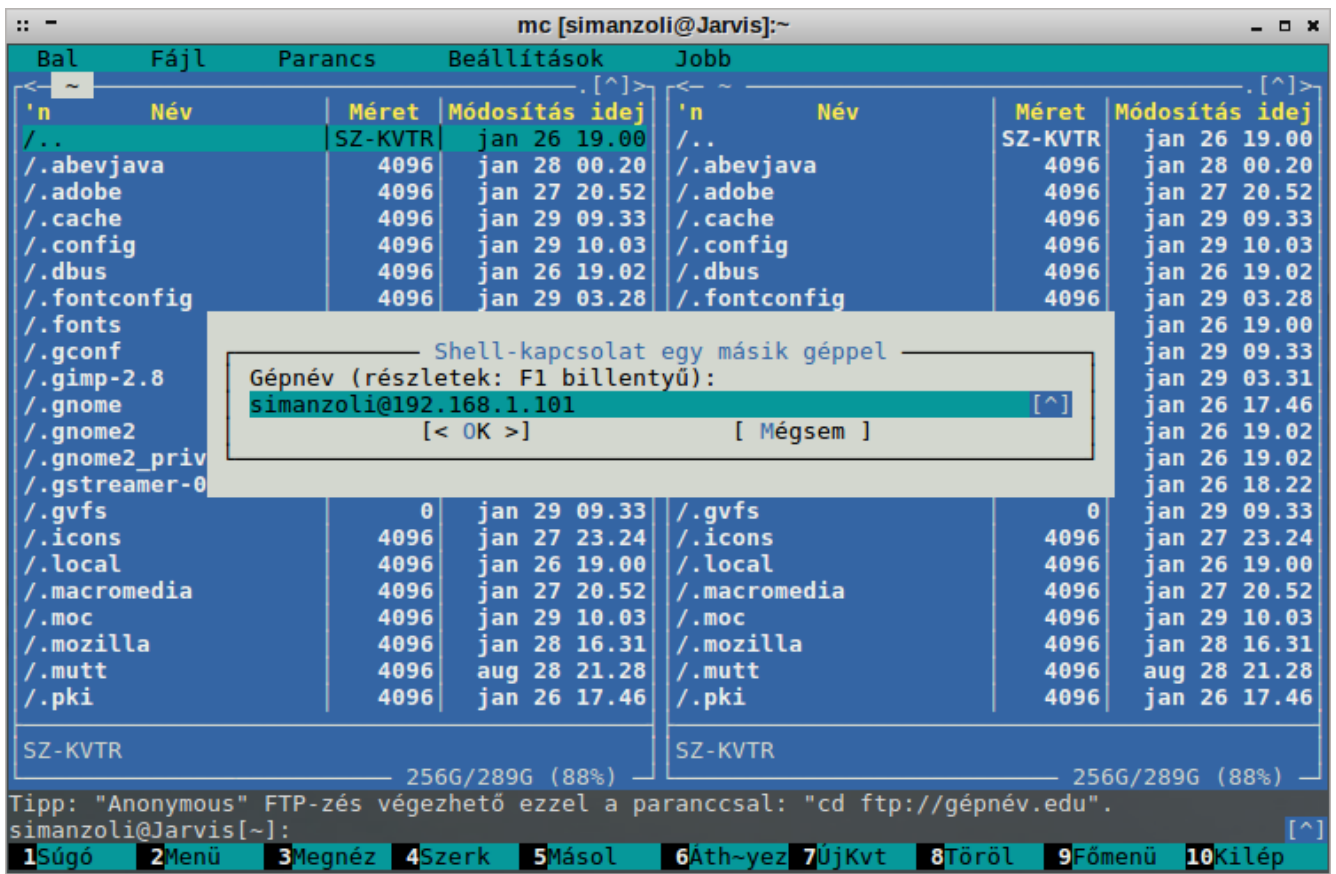 mc [simanzoli@Jarvis]:~
Bal Fájl Parancs Beállítások Jobb
<— ~ .[^]> <— ~ .[^]>
'n Név Méret Módosítás idej 'n Név Méret Módosítás idej
/.. SZ-KVTR jan 26 19.00 /.. SZ-KVTR jan 26 19.00
/.abevjava 4096 jan 28 00.20 /.abevjava 4096 jan 28 00.20
/.adobe 4096 jan 27 20.52 /.adobe 4096 jan 27 20.52
/.cache 4096 jan 29 09.33 /.cache 4096 jan 29 09.33
/.config 4096 jan 29 10.03 /.config 4096 jan 29 10.03
/.dbus 4096 jan 26 19.02 /.dbus 4096 jan 26 19.02
/.fontconfig 4096 jan 29 03.28 /.fontconfig 4096 jan 29 03.28
/.fonts jan 26 19.00
/.gconf Shell-kapcsolat egy másik géppel jan 29 09.33
/.gimp-2.8 Gépnév (részletek: F1 billentyű): jan 29 03.31
/.gnome simanzoli@192.168.1.101 [^] jan 26 17.46
/.gnome2 [< OK >] [ Mégsem ] jan 26 19.02
/.gnome2_priv jan 26 19.02
/.gstreamer-0 jan 26 18.22
/.gvfs 0 jan 29 09.33 /.gvfs 0 jan 29 09.33
/.icons 4096 jan 27 23.24 /.icons 4096 jan 27 23.24
/.local 4096 jan 26 19.00 /.local 4096 jan 26 19.00
/.macromedia 4096 jan 27 20.52 /.macromedia 4096 jan 27 20.52
/.moc 4096 jan 29 10.03 /.moc 4096 jan 29 10.03
/.mozilla 4096 jan 28 16.31 /.mozilla 4096 jan 28 16.31
/.mutt 4096 aug 28 21.28 /.mutt 4096 aug 28 21.28
/.pki 4096 jan 26 17.46 /.pki 4096 jan 26 17.46
SZ-KVTR SZ-KVTR
256G/289G (88%) 256G/289G (88%)
Tipp: "Anonymous" FTP-zés végezhető ezzel a paranccsal: "cd ftp://gépnév.edu".
simanzoli@Jarvis[~]: [^]
1Súgó 2Menü 3Megnéz 4Szerk 5Másol 6Áth~yez 7ÚjKvt 8Töröl 9Főmenü 10Kilép